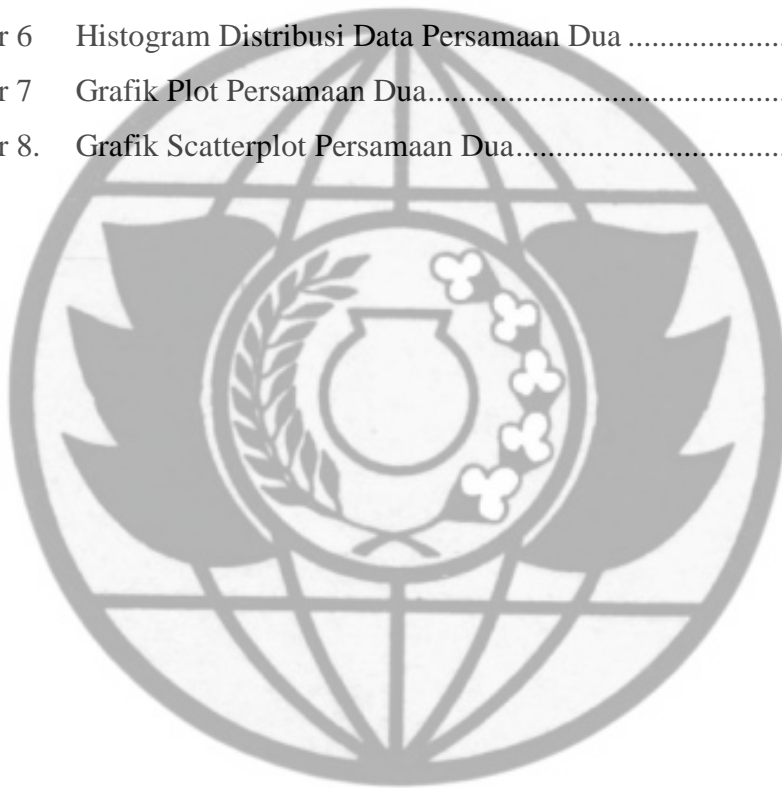 r 6 Histogram Distribusi Data Persamaan Dua ....................
r 7 Grafik Plot Persamaan Dua..............................................
r 8. Grafik Scatterplot Persamaan Dua..................................